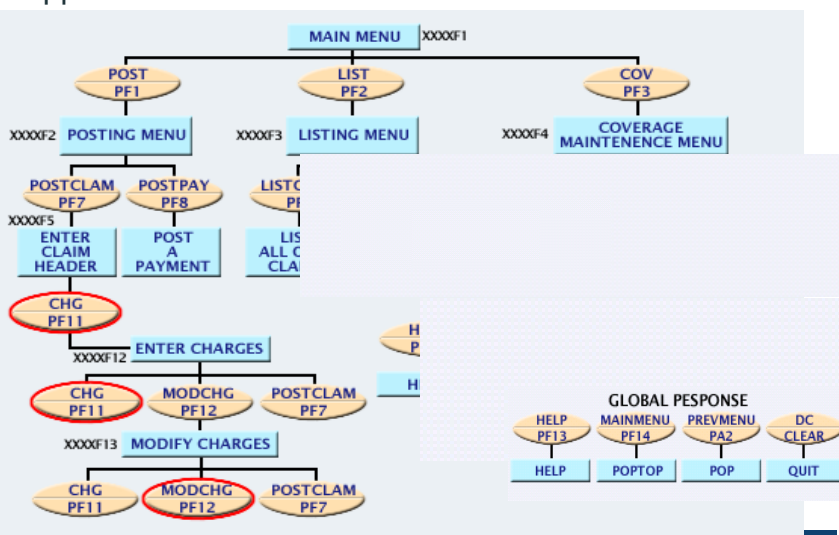 MAIN MENU XXXXF1
POST LIST COV
PF1 PF2 PF3
XXXXF2 POSTING MENU XXXXF3 LISTING MENU XXXXF4 COVERAGE
MAINTENENCE MENU
POSTCLAM POSTPAY
PF7 PF8
XXXXF5
ENTER POST
CLAIM A ALL
HEADER PAYMENT
CHG
PF11
XXXXF12 ENTER CHARGES
CHG MODCHG POSTCLAM
PF11 PF12 PF7
GLOBAL PESPONSE
HELP MAINMENU PREVMENU DC
PF13 PF14 PA2 CLEAR
HELP POPTOP POP QUIT
XXXXF13 MODIFY CHARGES
CHG MODCHG POSTCLAM
PF11 PF12 PF7